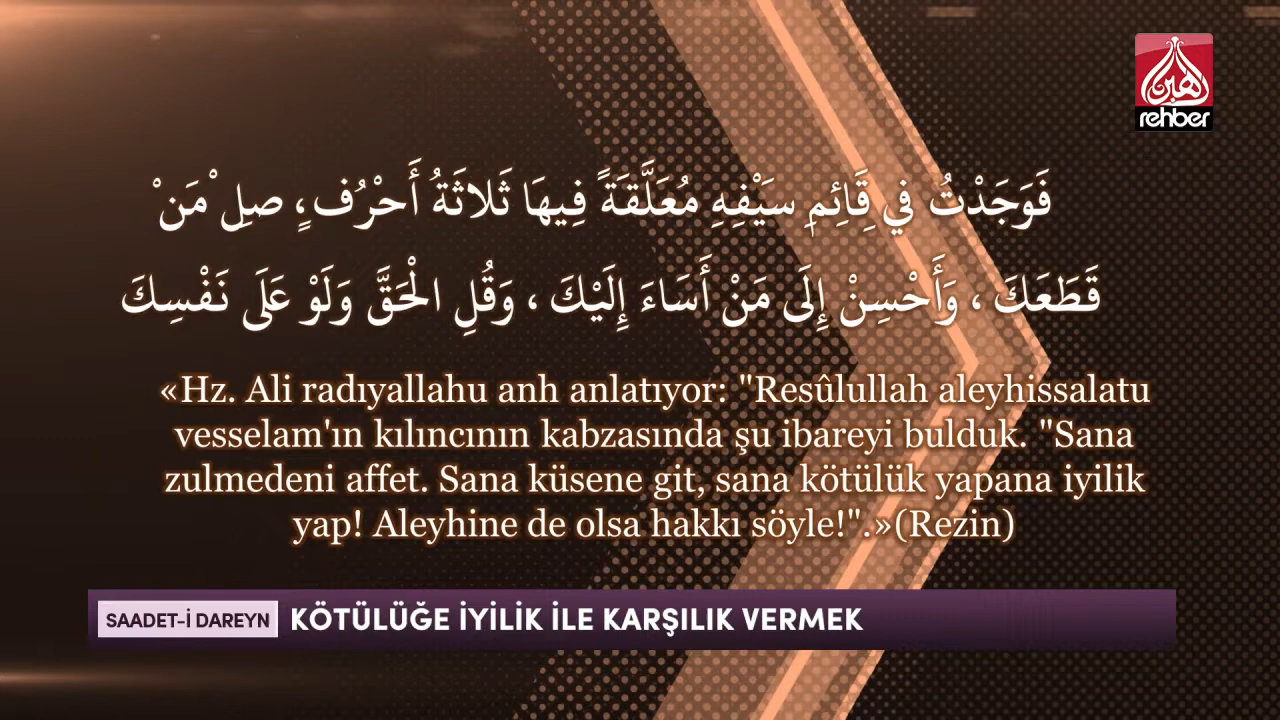 رهبر
rehber
فَوَجَدْتُ فِي قَائِمِ سَيْفِهِ مُعَلَّقَةً فِيهَا ثَلاثَةُ أَحْرُفٍ، صِلْ مَنْ
قَطَعَكَ ، وَأَحْسِنْ إِلَى مَنْ أَسَاءَ إِلَيْكَ ، وَقُلِ الْحَقَّ وَلَوْ عَلَى نَفْسِكَ
«Hz. Ali radıyallahu anh anlatıyor: "Resûlullah aleyhissalatu
vesselam'ın kılıncının kabzasında şu ibareyi bulduk. "Sana
zulmedeni affet. Sana küsene git, sana kötülük yapana iyilik
yap! Aleyhine de olsa hakkı söyle!".»(Rezin)
SAADET-İ DAREYN KÖTÜLÜĞE İYİLİK İLE KARŞILIK VERMEK